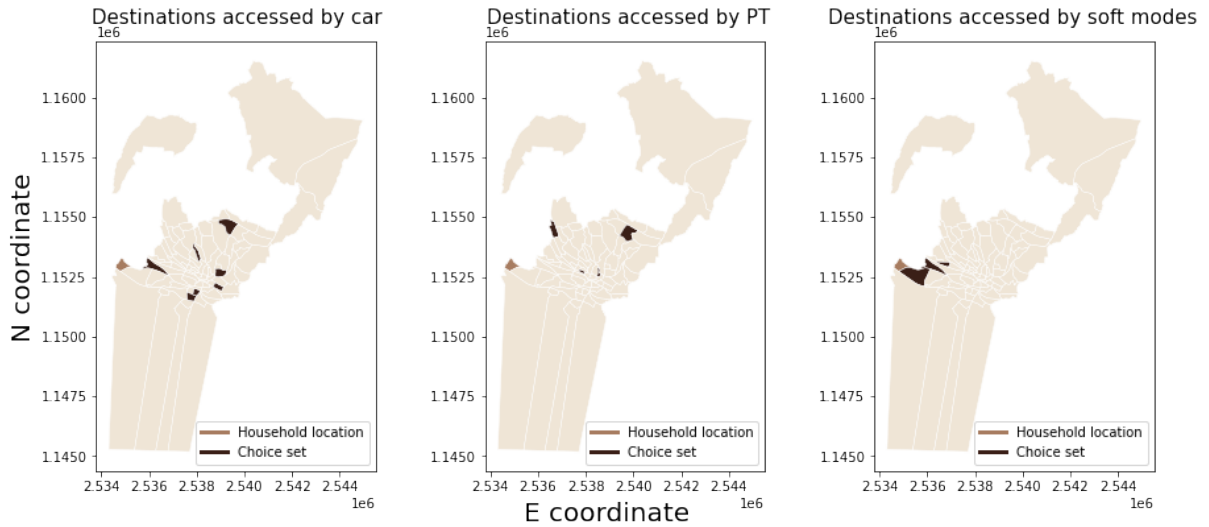 Destinations accessed by car
1e6
1.1600
1.1575
1.1550
1.1525
1.1500
1.1475
1.1450
N coordinate
Household location
Choice set
2.534 2.536 2.538 2.540 2.542 2.544
1e6
Destinations accessed by PT
1e6
1.1600
1.1575
1.1550
1.1525
1.1500
1.1475
1.1450
Household location
Choice set
2.534 2.536 2.538 2.540 2.542 2.544
1e6
E coordinate
Destinations accessed by soft modes
1e6
1.1600
1.1575
1.1550
1.1525
1.1500
1.1475
1.1450
Household location
Choice set
2.534 2.536 2.538 2.540 2.542 2.544
1e6